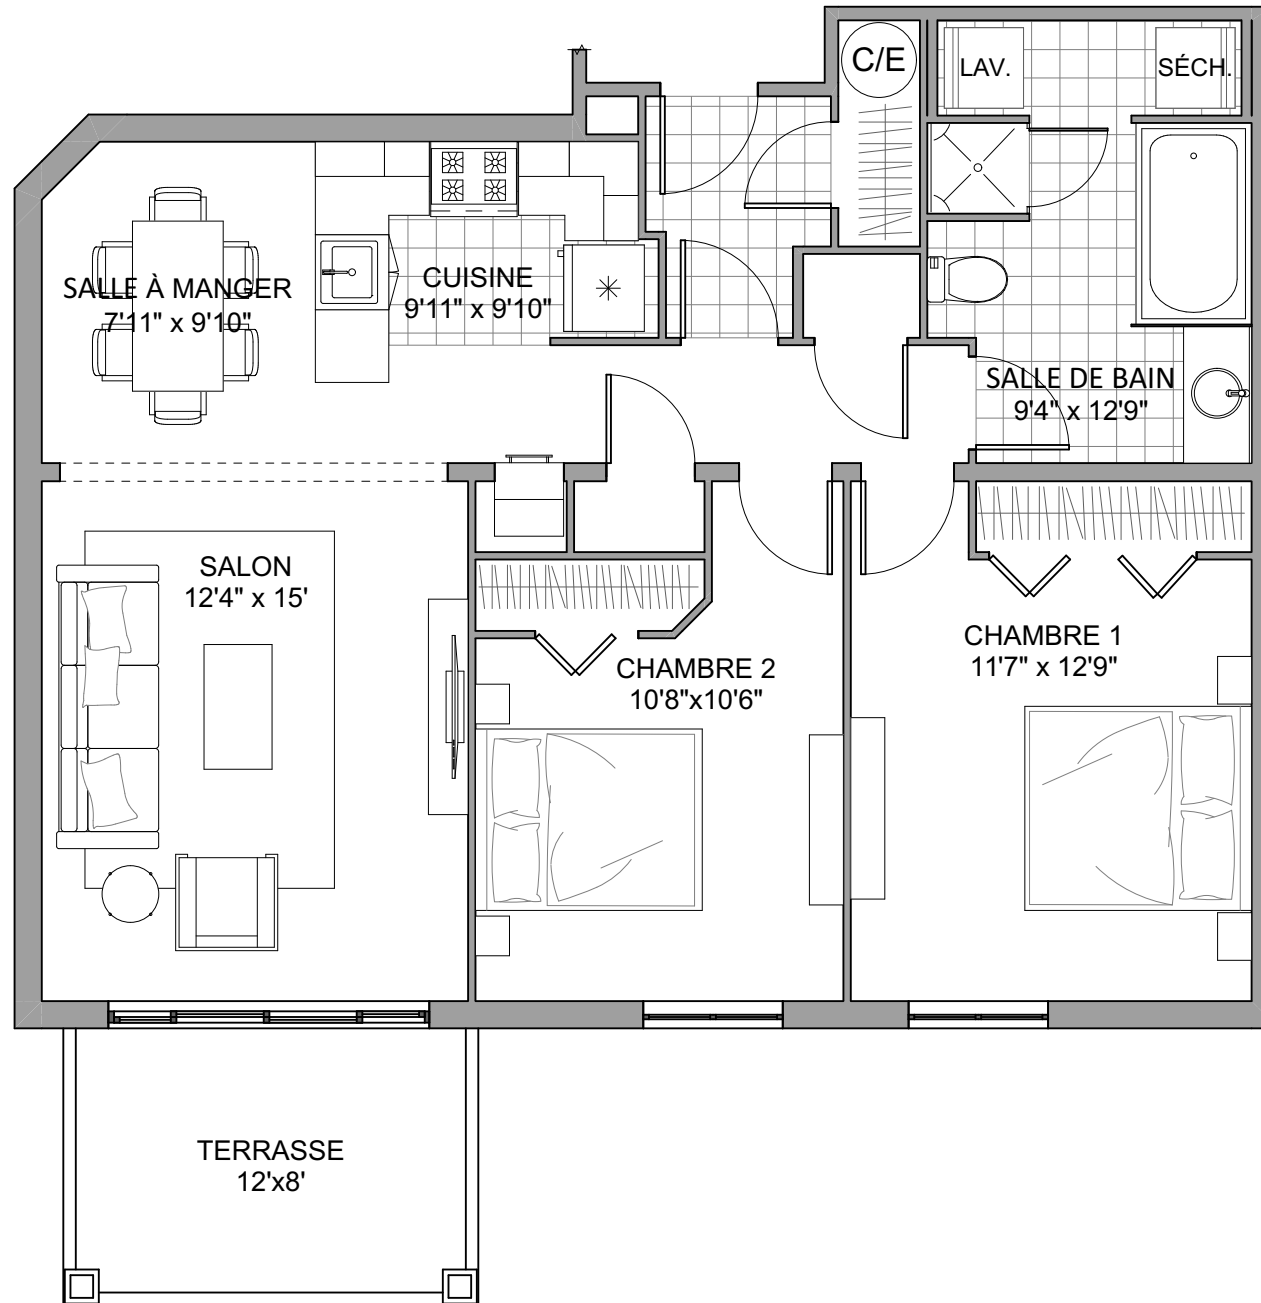 C/E
LAV.
SÉCH.
SALLE À MANGER
7'11" x 9'10"
CUISINE
9'11" x 9'10"
SALLE DE BAIN
9'4" x 12'9"
SALON
12'4" x 15'
CHAMBRE 2
10'8"x10'6"
CHAMBRE 1
11'7" x 12'9"
TERRASSE
12'x8'